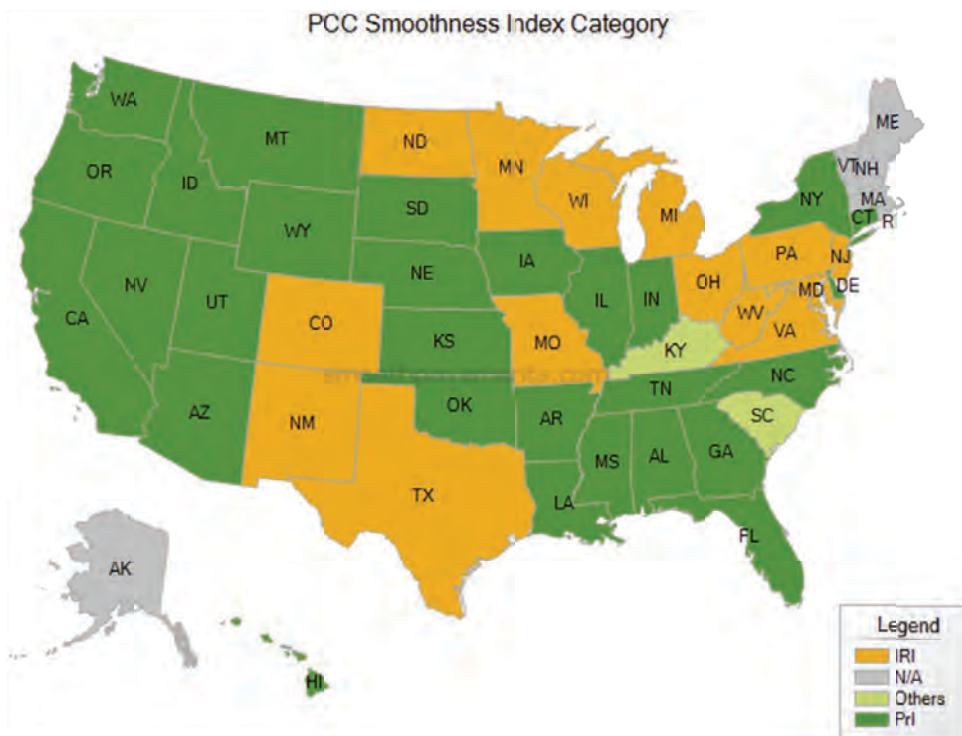 PCC Smoothness Index Category
WA
MT
ND
MN
ME
OR
ID
VT NH
WI
MI
SD
NY
MA
CT
R
WY
IA
PA
NJ
NE
OH
NV
UT
IL
IN
MD
DE
WV
CA
CO
KS
MO
VA
KY
smoothpavements.com
NC
TN
AZ
OK
NM
AR
SC
MS
AL
GA
TX
LA
FL
AK
HI
Legend
IRI
N/A
Others
PrI